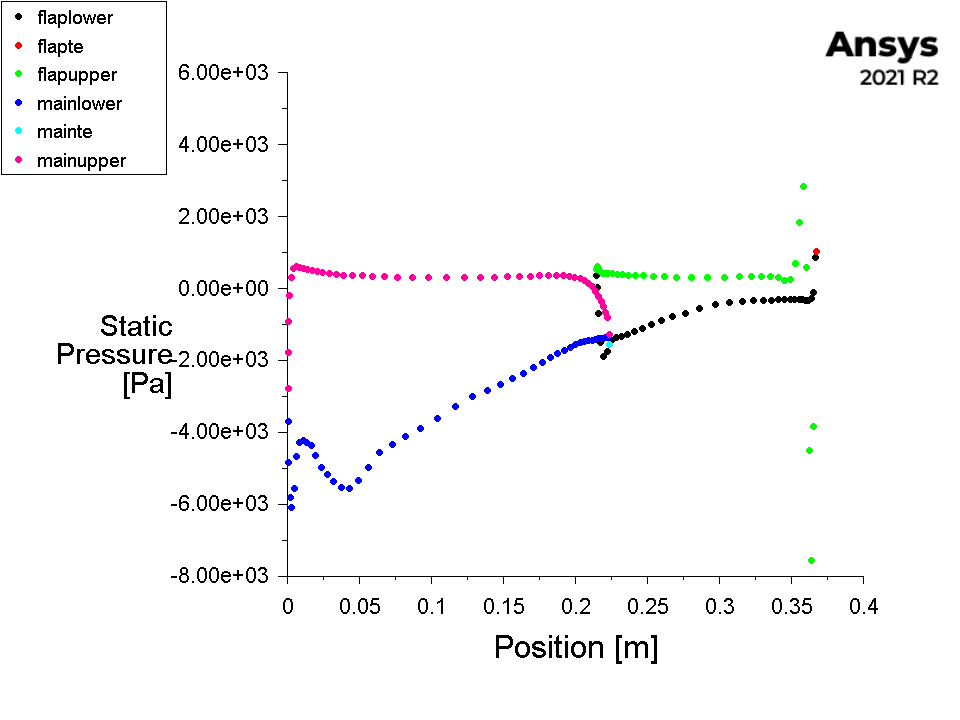 flaplower
flapte
flapupper
mainlower
mainte
mainupper
Ansys
2021 R2
6.00e+03
4.00e+03
2.00e+03
0.00e+00
-2.00e+03
-4.00e+03
-6.00e+03
-8.00e+03
Static
Pressure
[Pa]
0 0.05 0.1 0.15 0.2 0.25 0.3 0.35 0.4
Position [m]